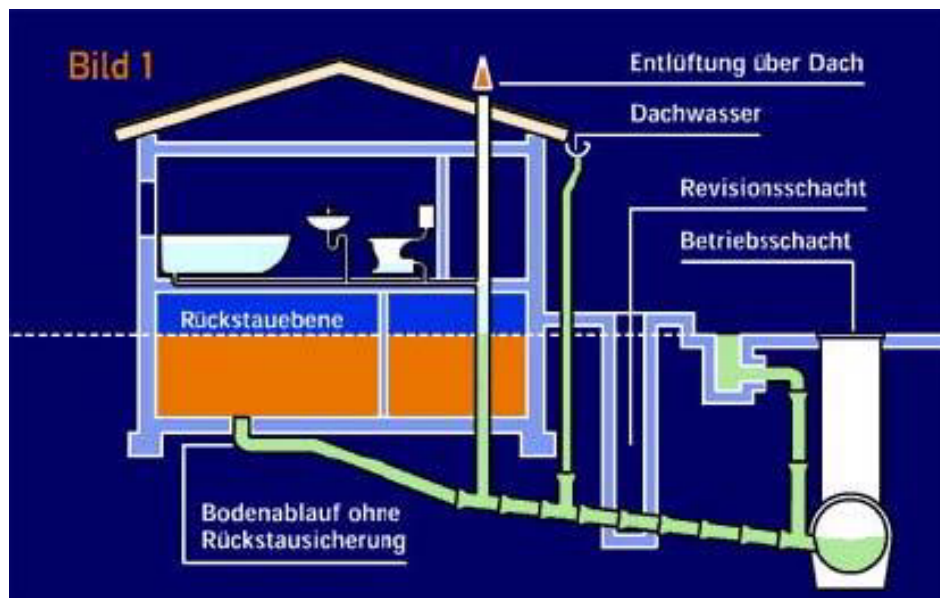 Bild 1
Entlüftung über Dach
Dachwasser
Revisionsschacht
Betriebsschacht
Rückstauebene
Bodenablauf ohne
Rückstausicherung